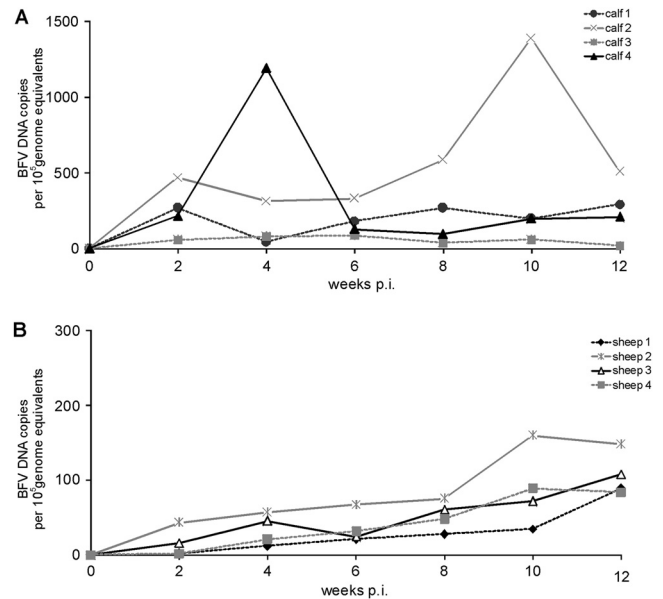 A
1500
1000
500
0
BFV DNA copies
per 10⁵genome equivalents
0 2 4 6 8 10 12
weeks p.i.
calf 1
calf 2
calf 3
calf 4
B
300
200
100
0
BFV DNA copies
per 10⁵genome equivalents
0 2 4 6 8 10 12
weeks p.i.
sheep 1
sheep 2
sheep 3
sheep 4